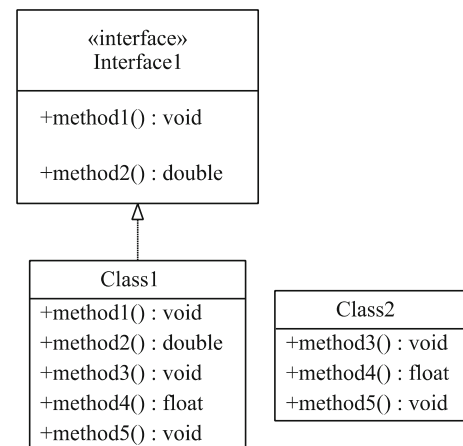 «interface»
Interface1
+method1() : void
+method2() : double
Class1
+method1() : void
+method2() : double
+method3() : void
+method4() : float
+method5() : void
Class2
+method3() : void
+method4() : float
+method5() : void